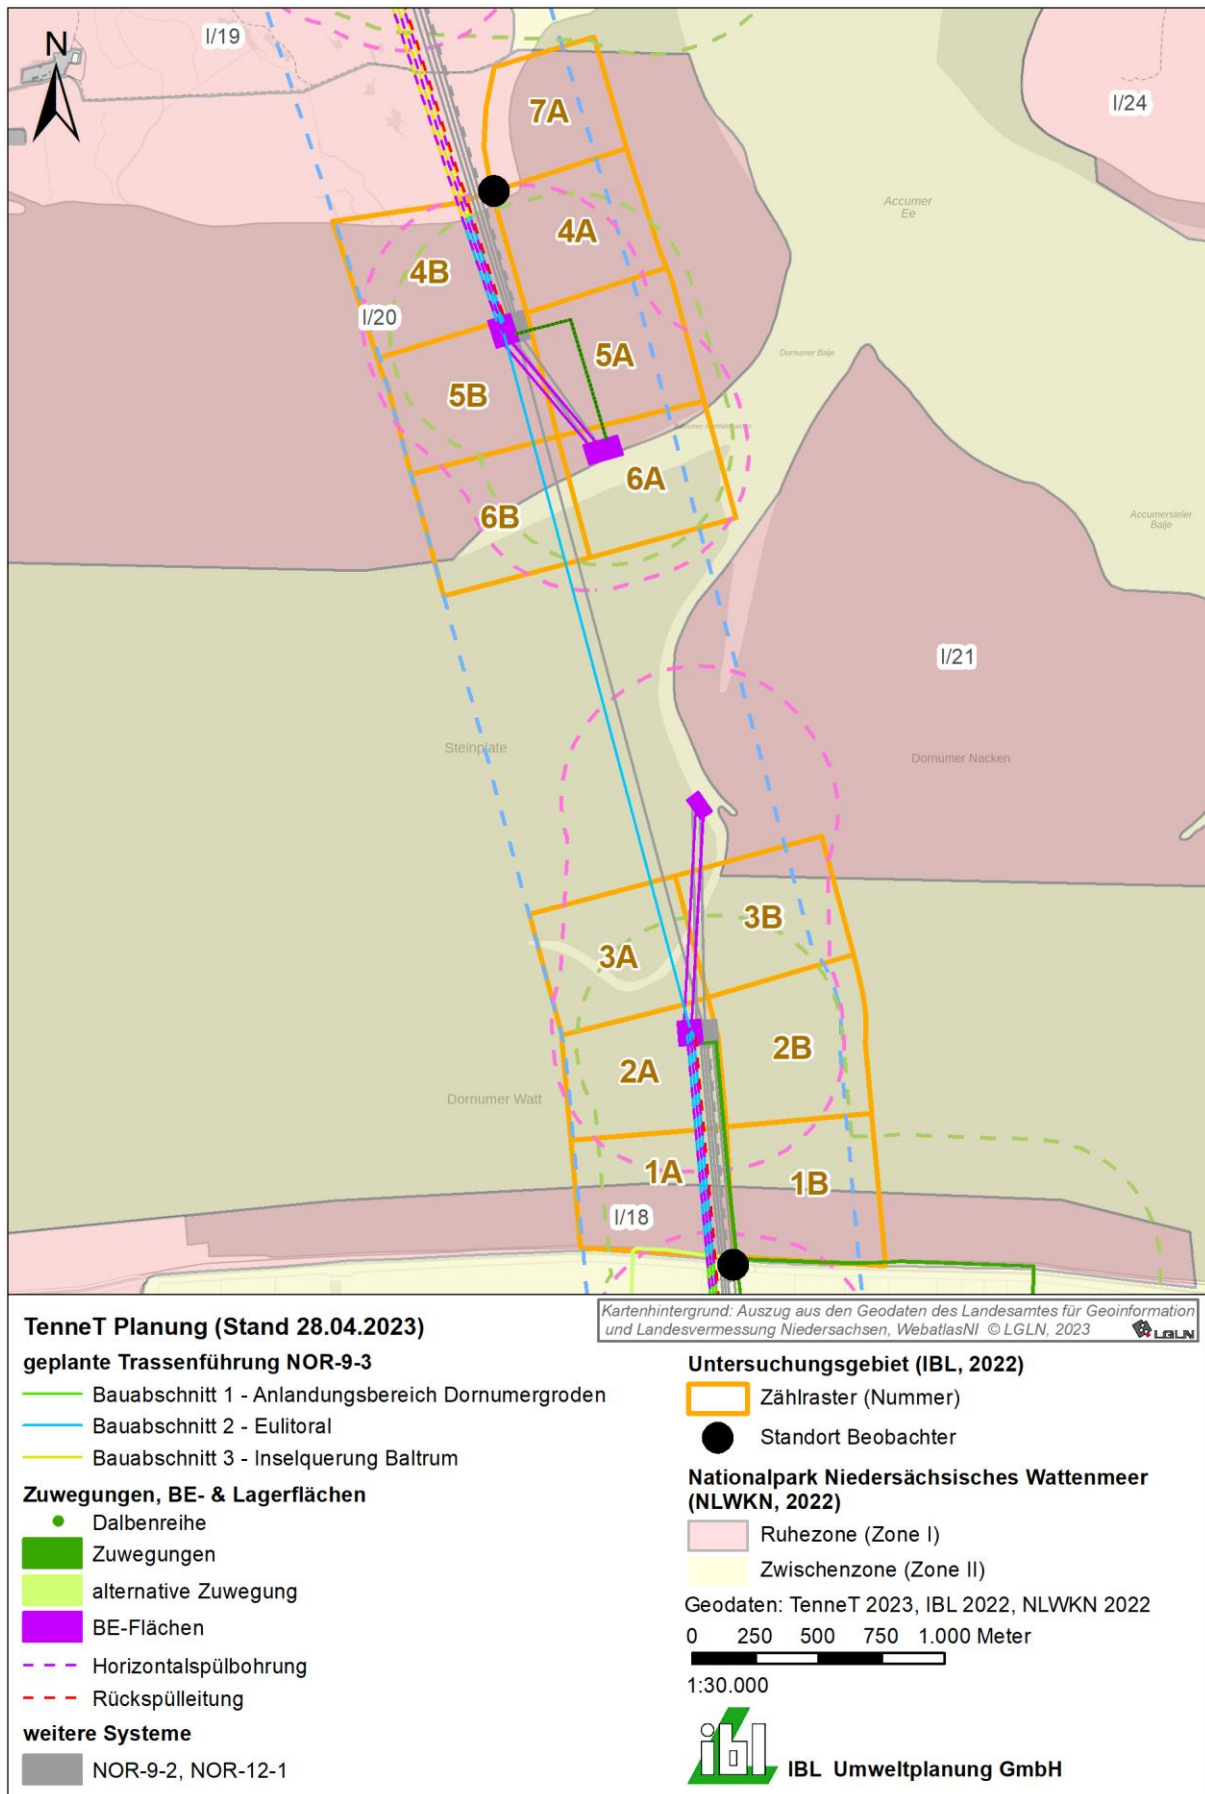 I/19
N
7A
I/24
Accumer
Ee
4A
4B
I/20
5A
Dornumer Balje
5B
6A
6B
Accumersieler
Balje
I/21
Steinplate
Dornumer Nacken
3B
3A
2B
2A
Dornumer Watt
1A
1B
I/18
Kartenhintergrund: Auszug aus den Geodaten des Landesamtes für Geoinformation
und Landesvermessung Niedersachsen, WebatlasNI © LGLN, 2023
LGLN
TenneT Planung (Stand 28.04.2023)
geplante Trassenführung NOR-9-3
Bauabschnitt 1 - Anlandungsbereich Dornumergroden
Bauabschnitt 2 - Eulitoral
Bauabschnitt 3 - Inselquerung Baltrum
Zuwegungen, BE- & Lagerflächen
Dalbenreihe
Zuwegungen
alternative Zuwegung
BE-Flächen
Horizontalspülbohrung
Rückspülleitung
weitere Systeme
NOR-9-2, NOR-12-1
Untersuchungsgebiet (IBL, 2022)
Zählraster (Nummer)
Standort Beobachter
Nationalpark Niedersächsisches Wattenmeer
(NLWKN, 2022)
Ruhezone (Zone I)
Zwischenzone (Zone II)
Geodaten: TenneT 2023, IBL 2022, NLWKN 2022
0 250 500 750 1.000 Meter
1:30.000
ibl
IBL Umweltplanung GmbH